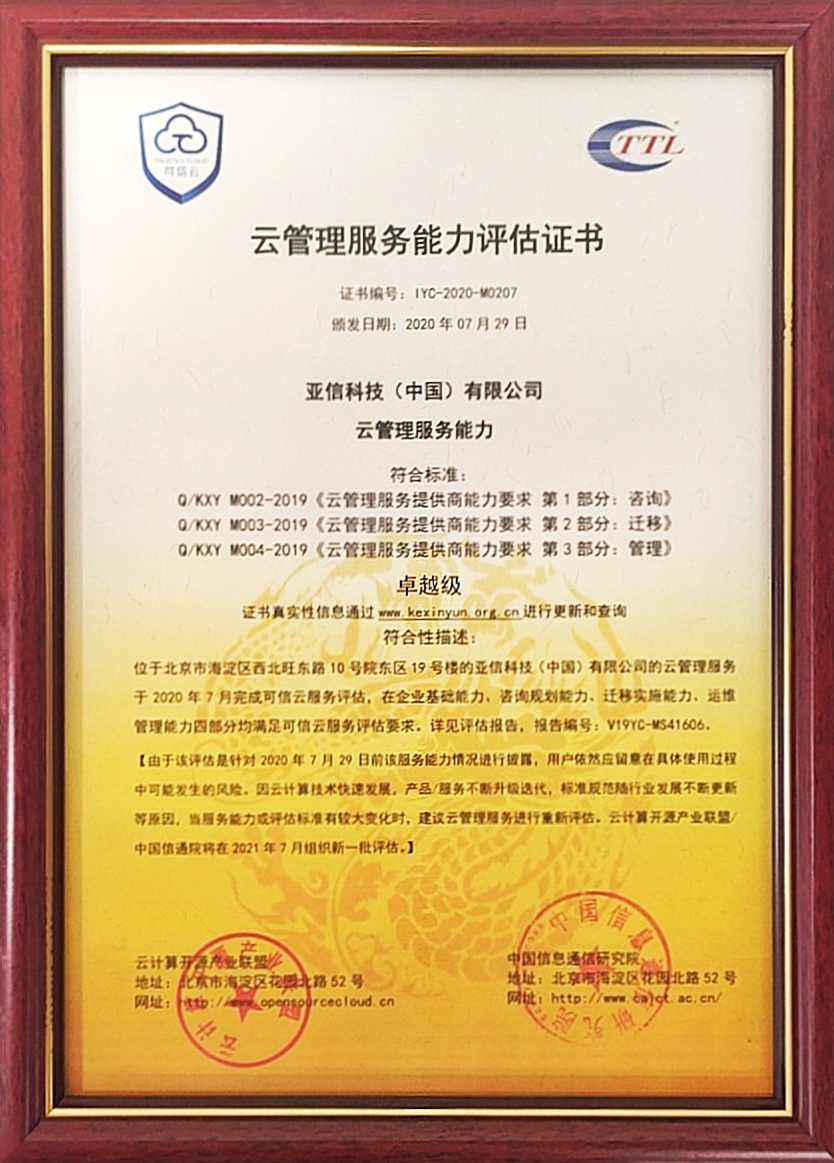 可信云
TTL
云管理服务能力评估证书
证书编号：IYC-2020-M0207
颁发日期：2020 年 07 月 29 日
亚信科技（中国）有限公司
云管理服务能力
符合标准：
Q/KXY M002-2019《云管理服务提供商能力要求 第 1 部分：咨询》
Q/KXY M003-2019《云管理服务提供商能力要求 第 2 部分：迁移》
Q/KXY M004-2019《云管理服务提供商能力要求 第 3 部分：管理》
卓越级
证书真实性信息通过 www.kexinyun.org.cn 进行更新和查询
符合性描述：
位于北京市海淀区西北旺东路 10 号院东区 19 号楼的亚信科技（中国）有限公司的云管理服务
于 2020 年 7 月完成可信云服务评估，在企业基础能力、咨询规划能力、迁移实施能力、运维
管理能力四部分均满足可信云服务评估要求。详见评估报告，报告编号：V19YC-MS41606。
【由于该评估是针对 2020 年 7 月 29 日前该服务能力情况进行披露，用户依然应留意在具体使用过程
中可能发生的风险。因云计算技术快速发展，产品/服务不断升级迭代，标准规范随行业发展不断更新
等原因，当服务能力或评估标准有较大变化时，建议云管理服务进行重新评估。云计算开源产业联盟/
中国信通院将在 2021 年 7 月组织新一批评估。】
云计算开源产业联盟
地址：北京市海淀区花园北路 52 号
网址：http://www.opensourcecloud.cn
中国信息通信研究院
地址：北京市海淀区花园北路 52 号
网址：http://www.caict.ac.cn/